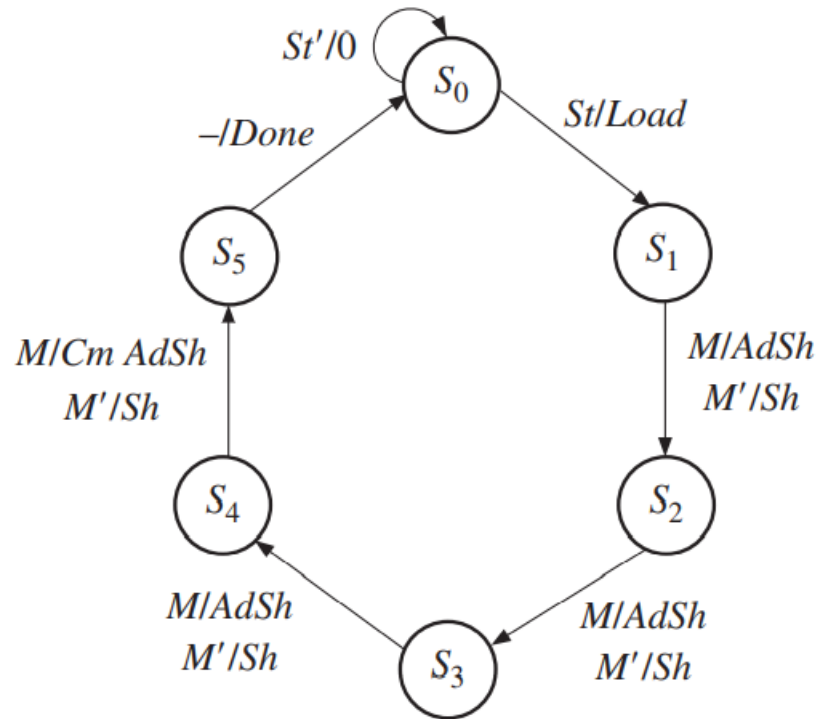 St′/0
S0
St/Load
–/Done
S5
S1
M/Cm AdSh
M′/Sh
M/AdSh
M′/Sh
S4
S2
M/AdSh
M′/Sh
S3
M/AdSh
M′/Sh